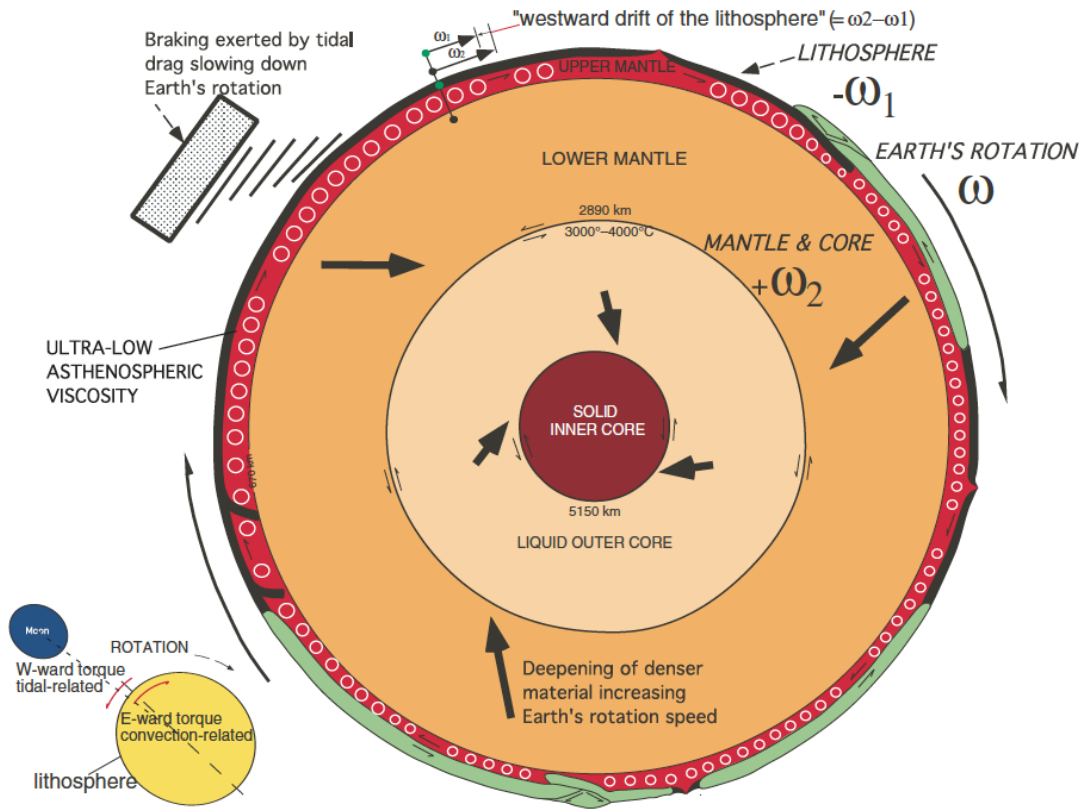 "westward drift of the lithosphere" (= ω2−ω1)
Braking exerted by tidal
drag slowing down
Earth's rotation
ω1
ω2
UPPER MANTLE
LITHOSPHERE
-ω1
EARTH'S ROTATION
ω
LOWER MANTLE
2890 km
3000°–4000°C
MANTLE & CORE
+ω2
ULTRA-LOW
ASTHENOSPHERIC
VISCOSITY
SOLID
INNER CORE
670 km
5150 km
LIQUID OUTER CORE
Moon
ROTATION
W-ward torque
tidal-related
E-ward torque
convection-related
lithosphere
Deepening of denser
material increasing
Earth's rotation speed